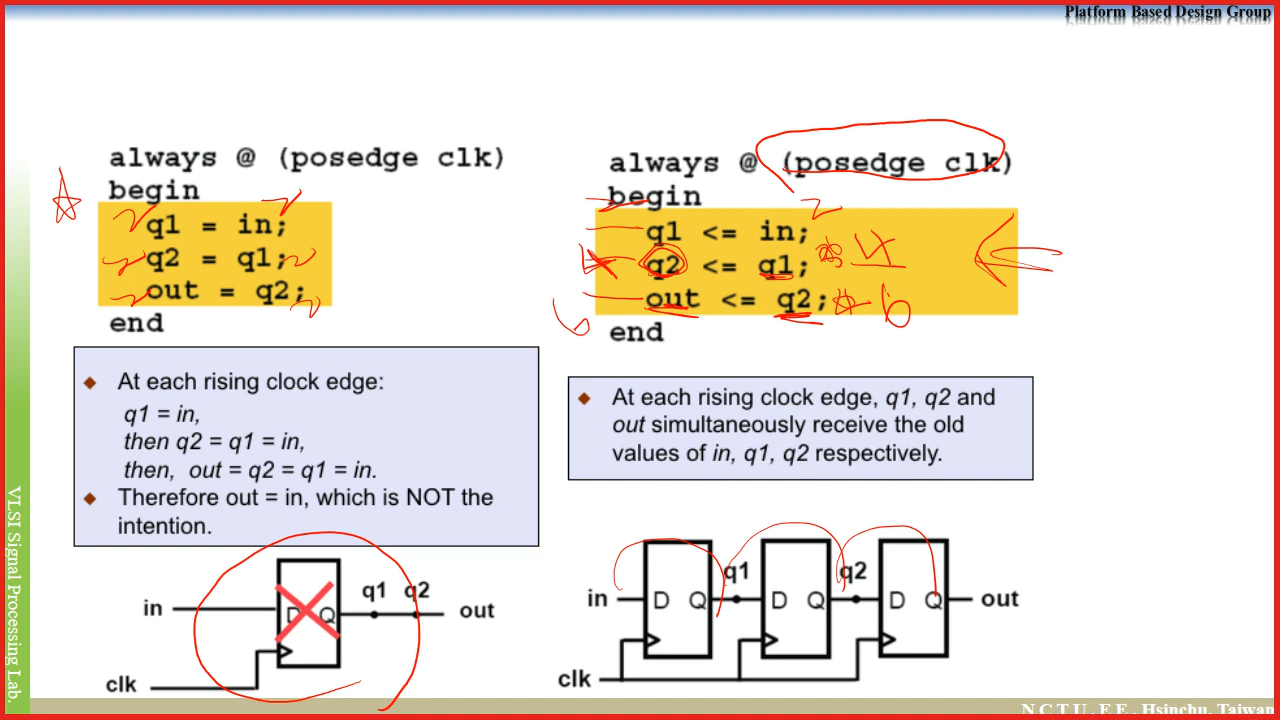 Platform Based Design Group
always @ (posedge clk)
begin
q1 = in;
q2 = q1;
out = q2;
end
always @ (posedge clk)
begin
q1 <= in;
q2 <= q1;
out <= q2;
end
◆ At each rising clock edge:
q1 = in,
then q2 = q1 = in,
then, out = q2 = q1 = in.
◆ Therefore out = in, which is NOT the
intention.
◆ At each rising clock edge, q1, q2 and
out simultaneously receive the old
values of in, q1, q2 respectively.
in
D Q
q1 q2
out
clk
in
D Q
q1
D Q
q2
D Q
out
clk
VLSI Signal Processing Lab.
N C T U . E E , Hsinchu, Taiwan